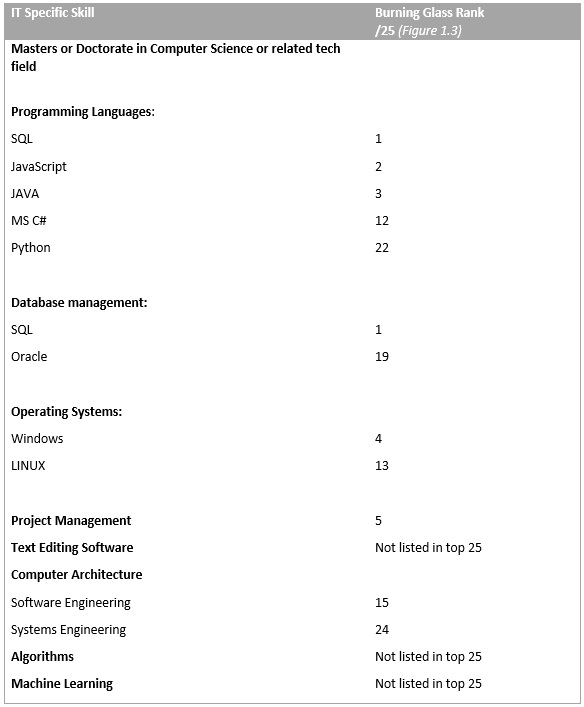 IT Specific Skill Burning Glass Rank
/25 (Figure 1.3)
Masters or Doctorate in Computer Science or related tech
field
Programming Languages:
SQL 1
JavaScript 2
JAVA 3
MS C# 12
Python 22
Database management:
SQL 1
Oracle 19
Operating Systems:
Windows 4
LINUX 13
Project Management 5
Text Editing Software Not listed in top 25
Computer Architecture
Software Engineering 15
Systems Engineering 24
Algorithms Not listed in top 25
Machine Learning Not listed in top 25